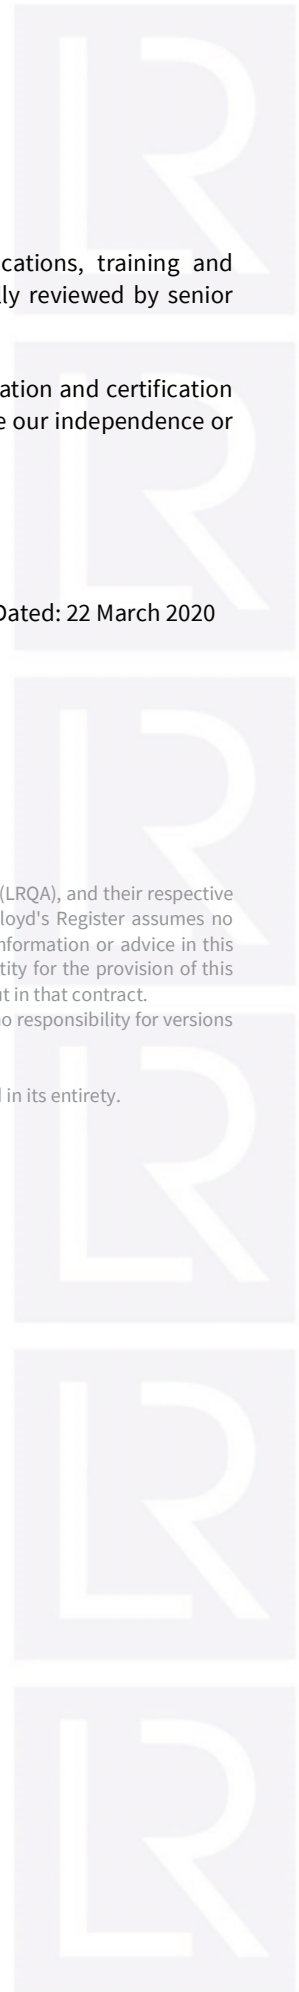 cations, training and
lly reviewed by senior
ation and certification
e our independence or
Dated: 22 March 2020
(LRQA), and their respective
loyd's Register assumes no
nformation or advice in this
tity for the provision of this
ut in that contract.
no responsibility for versions
d in its entirety.